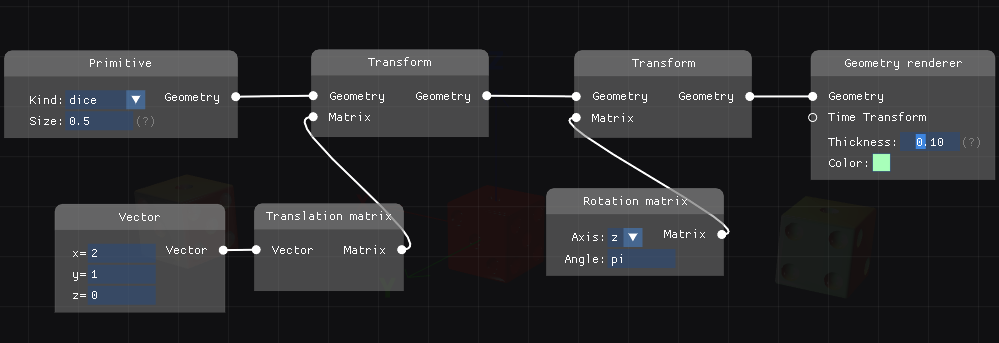 Primitive
Kind: dice
Geometry
Size: 0.5
(?)
Transform
Geometry Geometry
Matrix
Transform
Geometry Geometry
Matrix
Geometry renderer
Geometry
Time Transform
Thickness: 0.10 (?)
Color:
Vector
x= 2
Vector
y= 1
z= 0
Translation matrix
Vector Matrix
Rotation matrix
Axis: z
Matrix
Angle: pi
Y